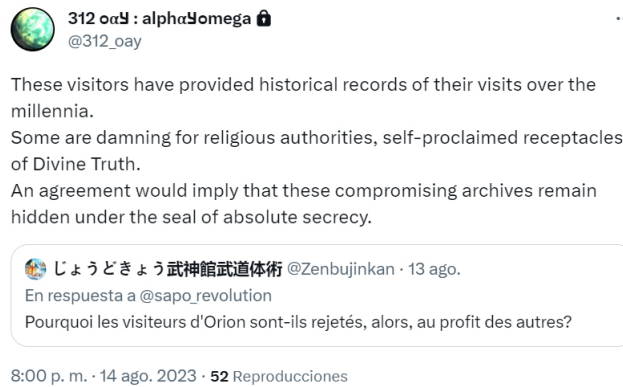 312 oαყ : alphαყomega 🔒
@312_oay
These visitors have provided historical records of their visits over the
millennia.
Some are damning for religious authorities, self-proclaimed receptacles
of Divine Truth.
An agreement would imply that these compromising archives remain
hidden under the seal of absolute secrecy.
じょうどきょう武神館武道体術 @Zenbujinkan · 13 ago.
En respuesta a @sapo_revolution
Pourquoi les visiteurs d'Orion sont-ils rejetés, alors, au profit des autres?
8:00 p. m. · 14 ago. 2023 · 52 Reproducciones